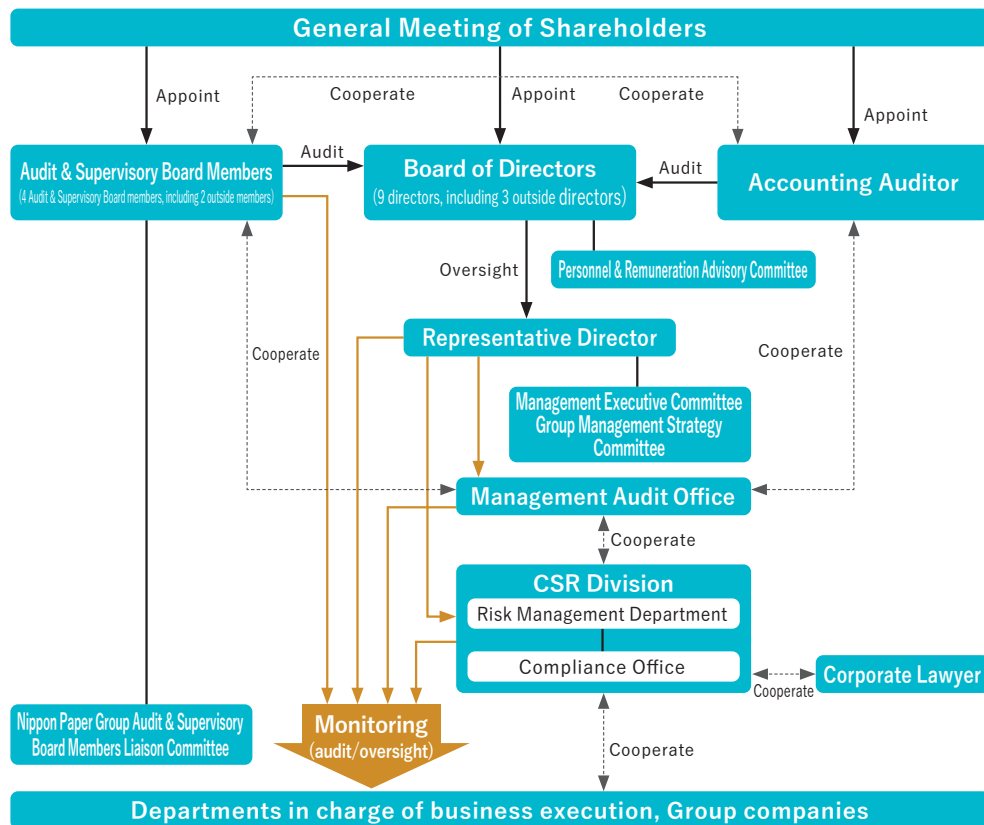 General Meeting of Shareholders
Cooperate
Cooperate
Appoint
Appoint
Appoint
Audit & Supervisory Board Members
(4 Audit & Supervisory Board members, including 2 outside members)
Audit
Board of Directors
(9 directors, including 3 outside directors)
Audit
Accounting Auditor
Oversight
Personnel & Remuneration Advisory Committee
Representative Director
Cooperate
Cooperate
Management Executive Committee
Group Management Strategy
Committee
Management Audit Office
Cooperate
CSR Division
Risk Management Department
Compliance Office
Corporate Lawyer
Cooperate
Nippon Paper Group Audit & Supervisory
Board Members Liaison Committee
Monitoring
(audit/oversight)
Cooperate
Departments in charge of business execution, Group companies